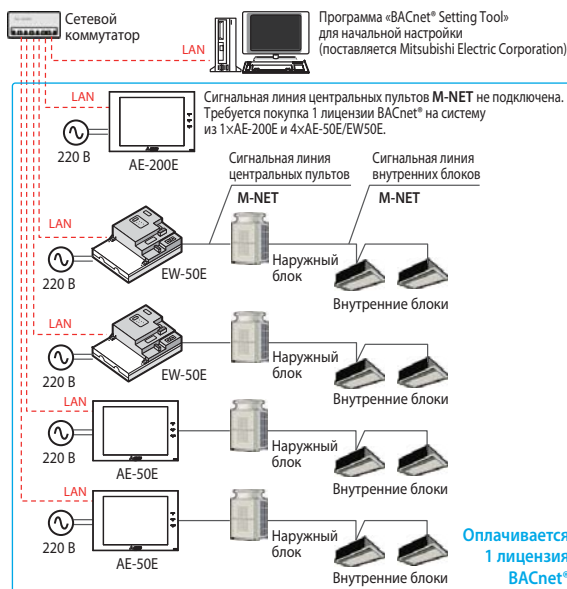 Сетевой
коммутатор
LAN
Программа «BACnet® Setting Tool»
для начальной настройки
(поставляется Mitsubishi Electric Corporation)
LAN
220 В
AE-200E
Сигнальная линия центральных пультов M-NET не подключена.
Требуется покупка 1 лицензии BACnet® на систему
из 1×AE-200E и 4×AE-50E/EW50E.
Сигнальная линия
центральных пультов
M-NET
Сигнальная линия
внутренних блоков
M-NET
LAN
220 В
EW-50E
Наружный
блок
Внутренние блоки
LAN
220 В
EW-50E
Наружный
блок
Внутренние блоки
LAN
220 В
AE-50E
Наружный
блок
Внутренние блоки
LAN
220 В
AE-50E
Наружный
блок
Внутренние блоки
Оплачивается
1 лицензия
BACnet®